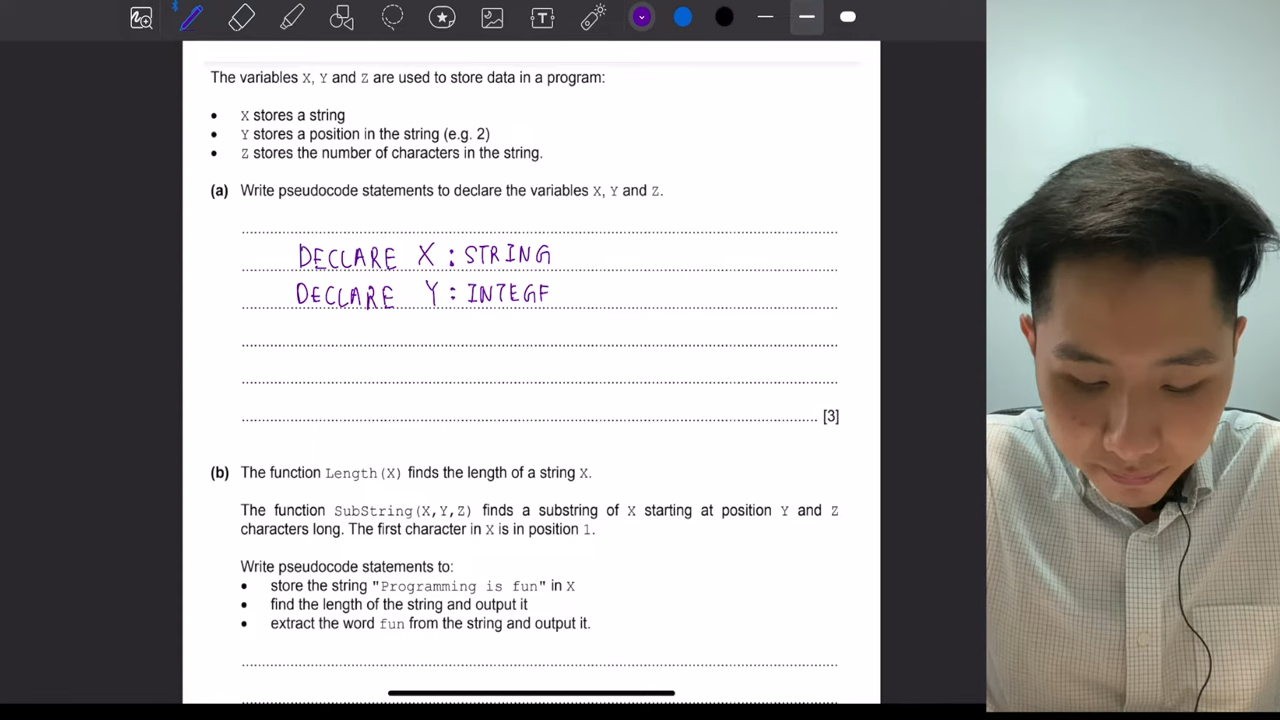 The variables X, Y and Z are used to store data in a program:
• X stores a string
• Y stores a position in the string (e.g. 2)
• Z stores the number of characters in the string.
(a) Write pseudocode statements to declare the variables X, Y and Z.
DECLARE X : STRING
DECLARE Y : INTEGF
[3]
(b) The function Length(X) finds the length of a string X.
The function SubString(X,Y,Z) finds a substring of X starting at position Y and Z
characters long. The first character in X is in position 1.
Write pseudocode statements to:
• store the string "Programming is fun" in X
• find the length of the string and output it
• extract the word fun from the string and output it.